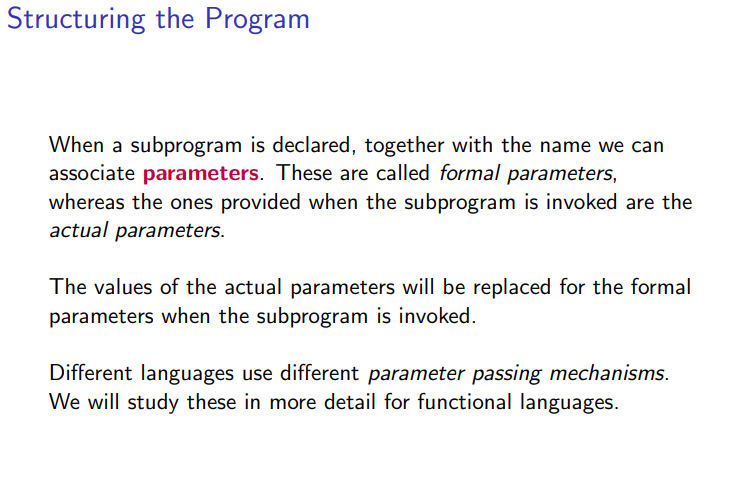 Structuring the Program
When a subprogram is declared, together with the name we can
associate parameters. These are called formal parameters,
whereas the ones provided when the subprogram is invoked are the
actual parameters.
The values of the actual parameters will be replaced for the formal
parameters when the subprogram is invoked.
Different languages use different parameter passing mechanisms.
We will study these in more detail for functional languages.